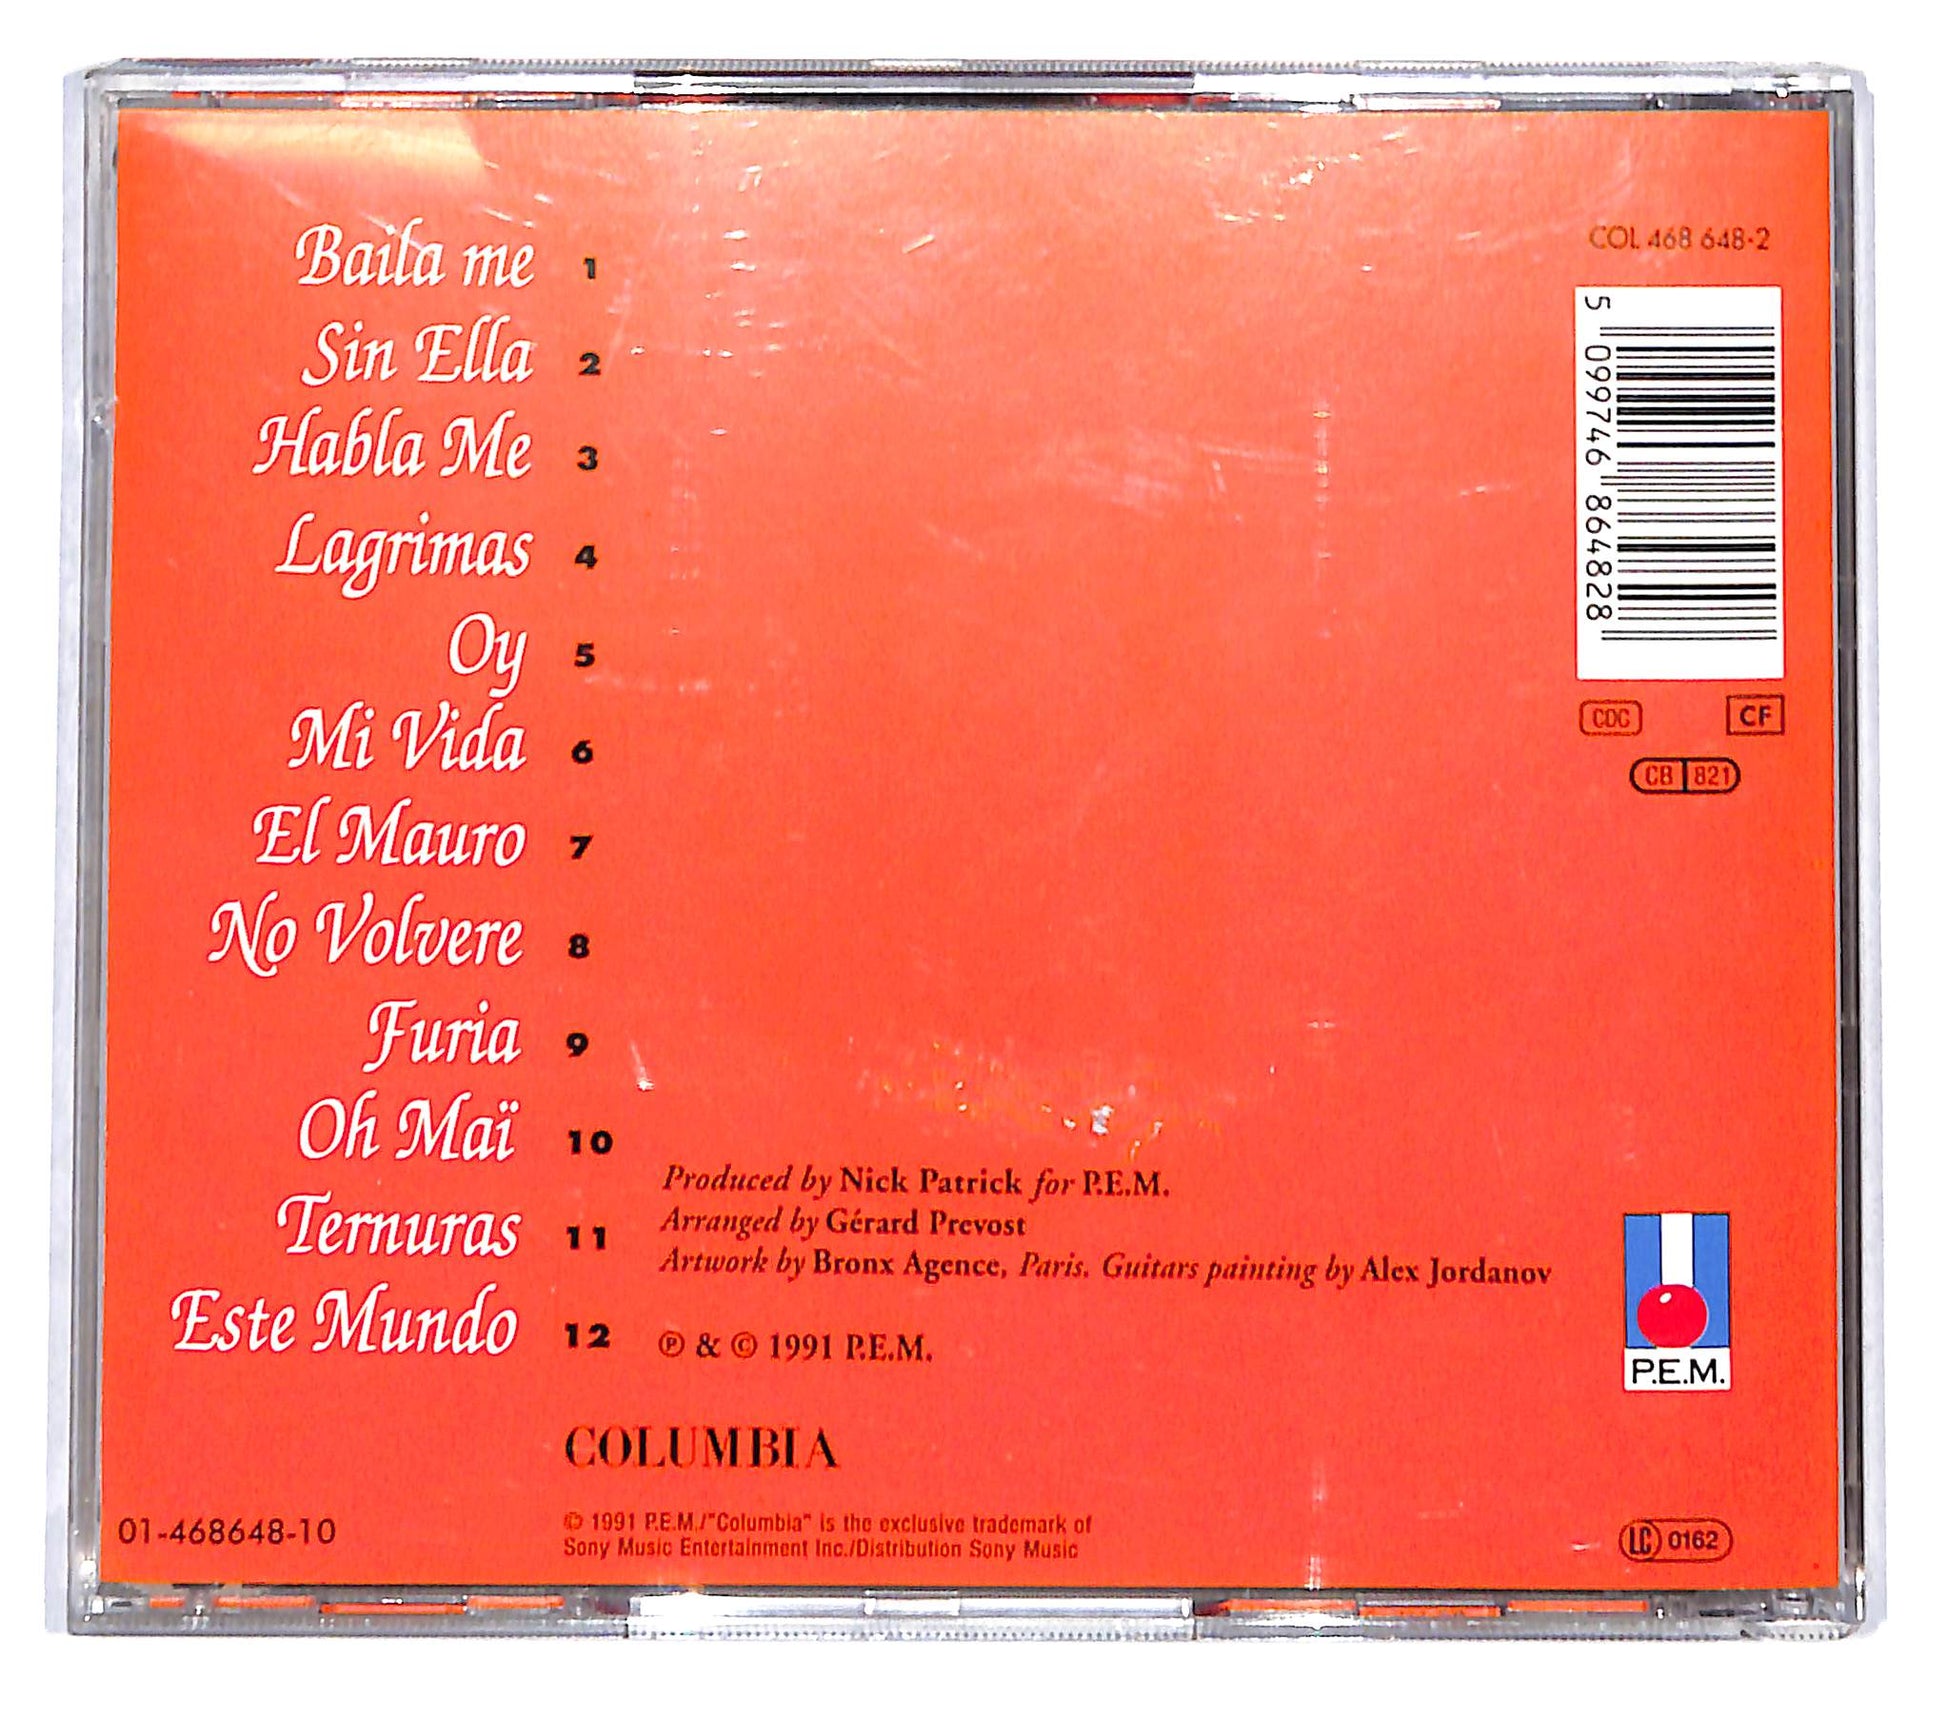 Baila me 1
Sin Ella 2
Habla Me 3
Lagrimas 4
Oy 5
Mi Vida 6
El Mauro 7
No Volvere 8
Furia 9
Oh Maï 10
Ternuras 11
Este Mundo 12
COL 468 648-2
5 099746 864828
CDC
CF
CB 821
Produced by Nick Patrick for P.E.M.
Arranged by Gérard Prevost
Artwork by Bronx Agence, Paris. Guitars painting by Alex Jordanov
℗ & © 1991 P.E.M.
P.E.M.
COLUMBIA
01-468648-10
© 1991 P.E.M./"Columbia" is the exclusive trademark of
Sony Music Entertainment Inc./Distribution Sony Music
LC 0162